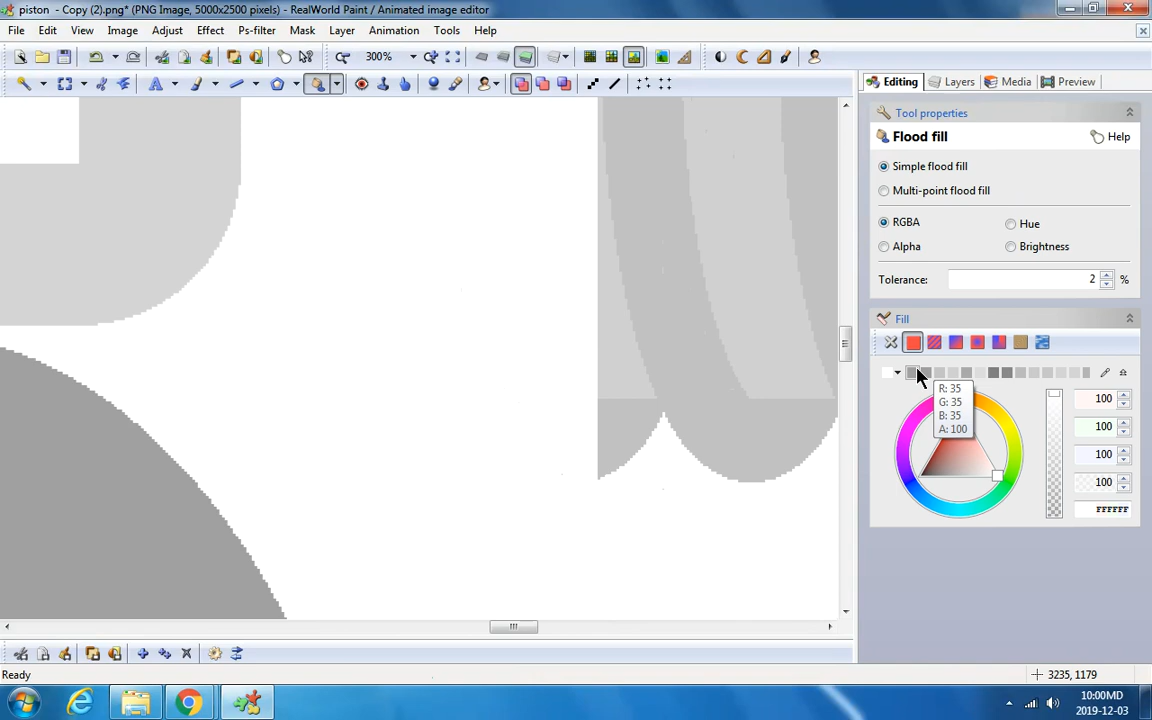 piston  - Copy (2).png* (PNG Image, 5000x2500 pixels) - RealWorld Paint / Animated image editor
File Edit View Image Adjust Effect Ps-filter Mask Layer Animation Tools Help
300%
Editing Layers Media Preview
Tool properties
Flood fill Help
Simple flood fill
Multi-point flood fill
RGBA Hue
Alpha Brightness
Tolerance: 2 %
Fill
R: 35
G: 35
B: 35
A: 100
100
100
100
100
FFFFFF
Ready
3235, 1179
10:00MD
2019-12-03